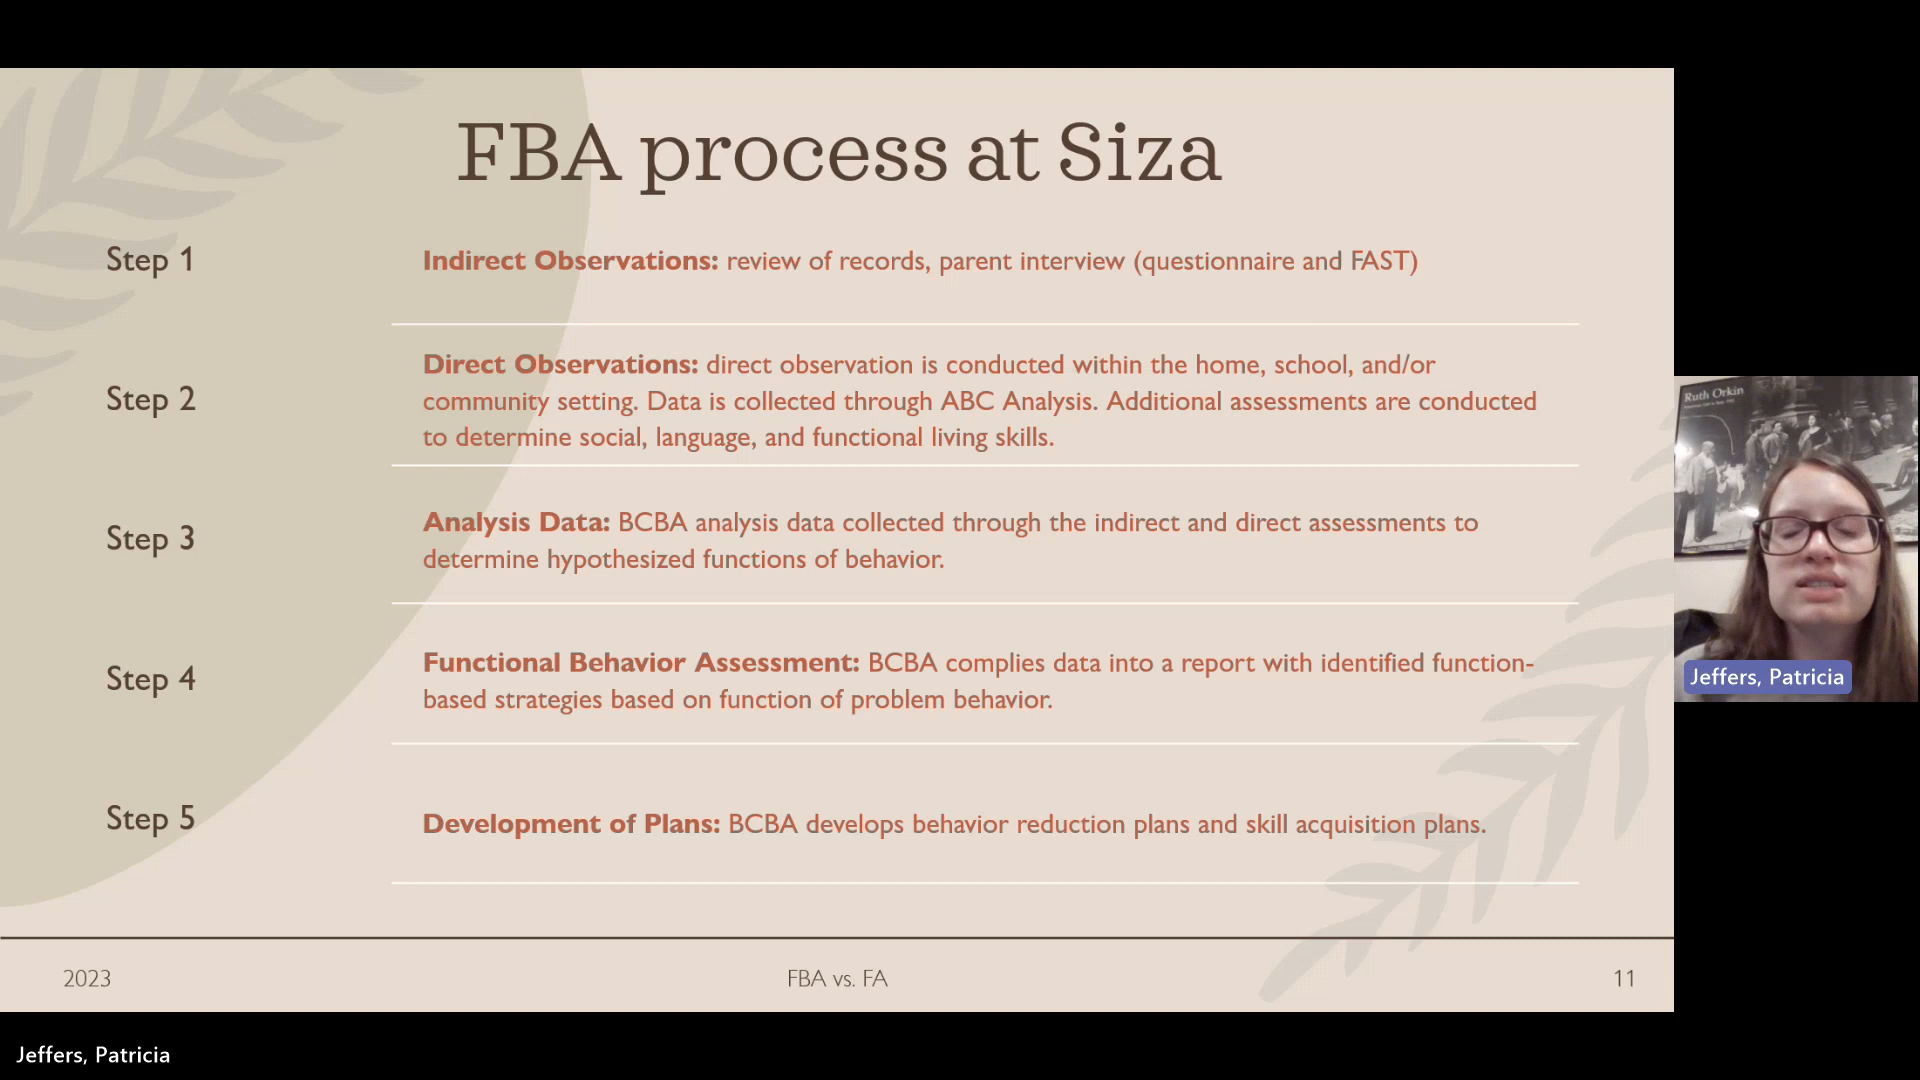 FBA process at Siza
Step 1
Indirect Observations: review of records, parent interview (questionnaire and FAST)
Step 2
Direct Observations: direct observation is conducted within the home, school, and/or
community setting. Data is collected through ABC Analysis. Additional assessments are conducted
to determine social, language, and functional living skills.
Step 3
Analysis Data: BCBA analysis data collected through the indirect and direct assessments to
determine hypothesized functions of behavior.
Step 4
Functional Behavior Assessment: BCBA complies data into a report with identified function-
based strategies based on function of problem behavior.
Step 5
Development of Plans: BCBA develops behavior reduction plans and skill acquisition plans.
2023
FBA vs. FA
11
Ruth Orkin
Jeffers, Patricia
Jeffers, Patricia